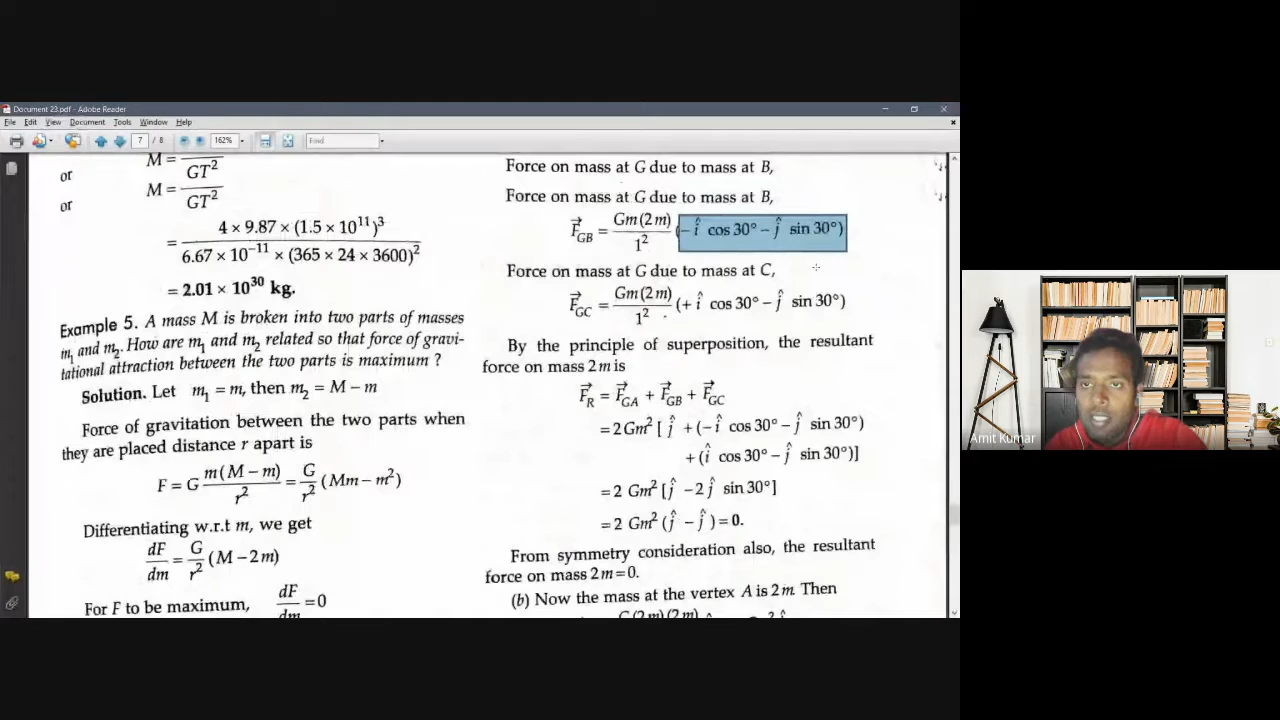 Document 23.pdf - Adobe Reader
File Edit View Document Tools Window Help
7 / 8 162% Find
or M =
GT²
or M =
GT²
= 4 × 9.87 × (1.5 × 10¹¹)³ / 6.67 × 10⁻¹¹ × (365 × 24 × 3600)²
= 2.01 × 10³⁰ kg.
Example 5. A mass M is broken into two parts of masses
m₁ and m₂. How are m₁ and m₂ related so that force of gravi-
tational attraction between the two parts is maximum ?
Solution. Let m₁ = m, then m₂ = M – m
Force of gravitation between the two parts when
they are placed distance r apart is
F = G m(M – m) / r² = G / r² (Mm – m²)
Differentiating w.r.t m, we get
dF / dm = G / r² (M – 2m)
For F to be maximum, dF / dm = 0
Force on mass at G due to mass at B,
Force on mass at G due to mass at B,
F⃗GB = Gm(2m) / 1² (– î cos 30° – ĵ sin 30°)
Force on mass at G due to mass at C,
F⃗GC = Gm(2m) / 1² (+ î cos 30° – ĵ sin 30°)
By the principle of superposition, the resultant
force on mass 2m is
F⃗R = F⃗GA + F⃗GB + F⃗GC
= 2Gm² [ ĵ + (– î cos 30° – ĵ sin 30°)
+ (î cos 30° – ĵ sin 30°)]
= 2 Gm² [ĵ – 2 ĵ sin 30°]
= 2 Gm² (ĵ – ĵ) = 0.
From symmetry consideration also, the resultant
force on mass 2m = 0.
(b) Now the mass at the vertex A is 2m. Then
Amit Kumar